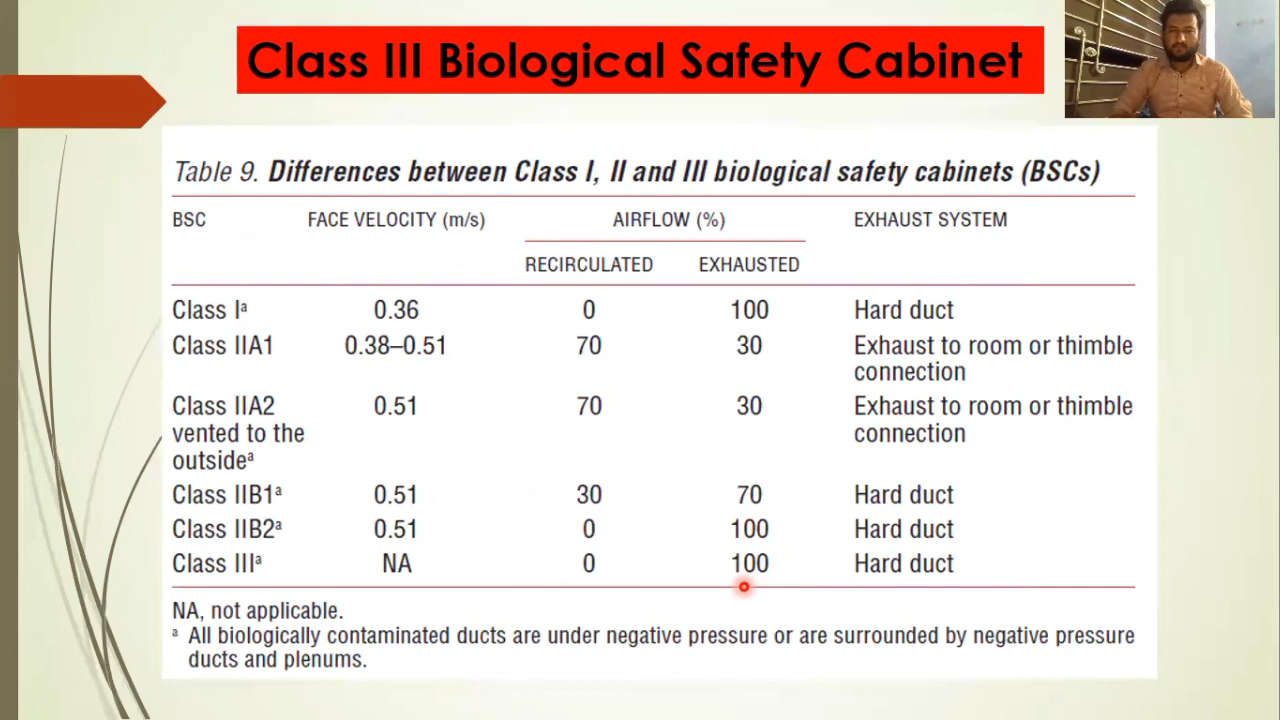 Class III Biological Safety Cabinet
Table 9. Differences between Class I, II and III biological safety cabinets (BSCs)
BSC FACE VELOCITY (m/s) AIRFLOW (%) EXHAUST SYSTEM
RECIRCULATED EXHAUSTED
Class Iª 0.36 0 100 Hard duct
Class IIA1 0.38–0.51 70 30 Exhaust to room or thimble
connection
Class IIA2 0.51 70 30 Exhaust to room or thimble
vented to the connection
outsideª
Class IIB1ª 0.51 30 70 Hard duct
Class IIB2ª 0.51 0 100 Hard duct
Class IIIª NA 0 100 Hard duct
NA, not applicable.
ª All biologically contaminated ducts are under negative pressure or are surrounded by negative pressure
ducts and plenums.